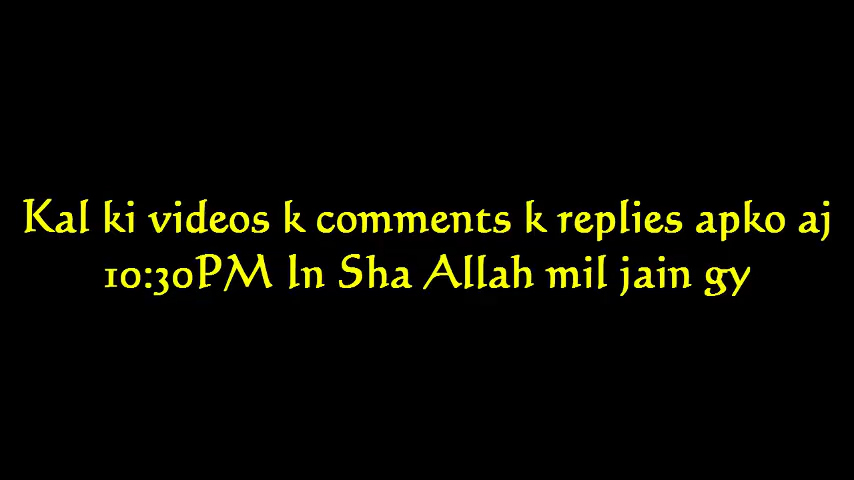 Kal ki videos k comments k replies apko aj
10:30PM In Sha Allah mil jain gy